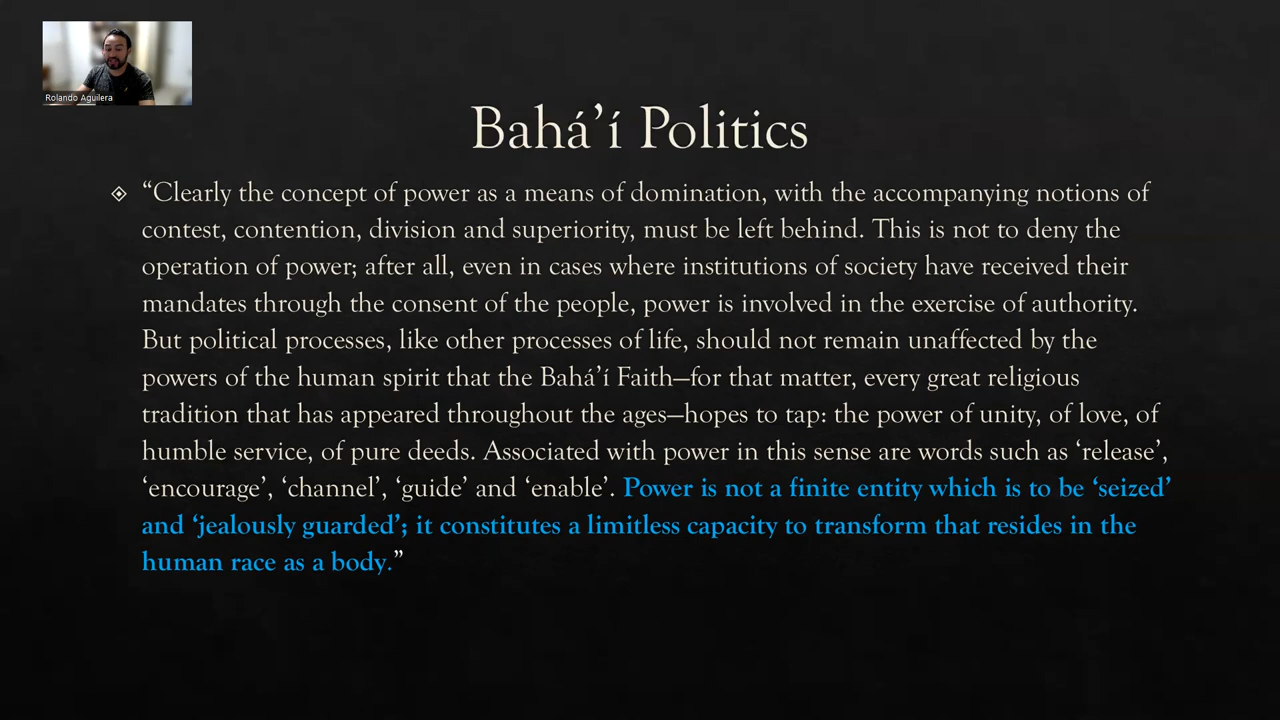 Rolando Aguilera
Bahá’í Politics
“Clearly the concept of power as a means of domination, with the accompanying notions of
contest, contention, division and superiority, must be left behind. This is not to deny the
operation of power; after all, even in cases where institutions of society have received their
mandates through the consent of the people, power is involved in the exercise of authority.
But political processes, like other processes of life, should not remain unaffected by the
powers of the human spirit that the Bahá’í Faith—for that matter, every great religious
tradition that has appeared throughout the ages—hopes to tap: the power of unity, of love, of
humble service, of pure deeds. Associated with power in this sense are words such as ‘release’,
‘encourage’, ‘channel’, ‘guide’ and ‘enable’. Power is not a finite entity which is to be ‘seized’
and ‘jealously guarded’; it constitutes a limitless capacity to transform that resides in the
human race as a body.”